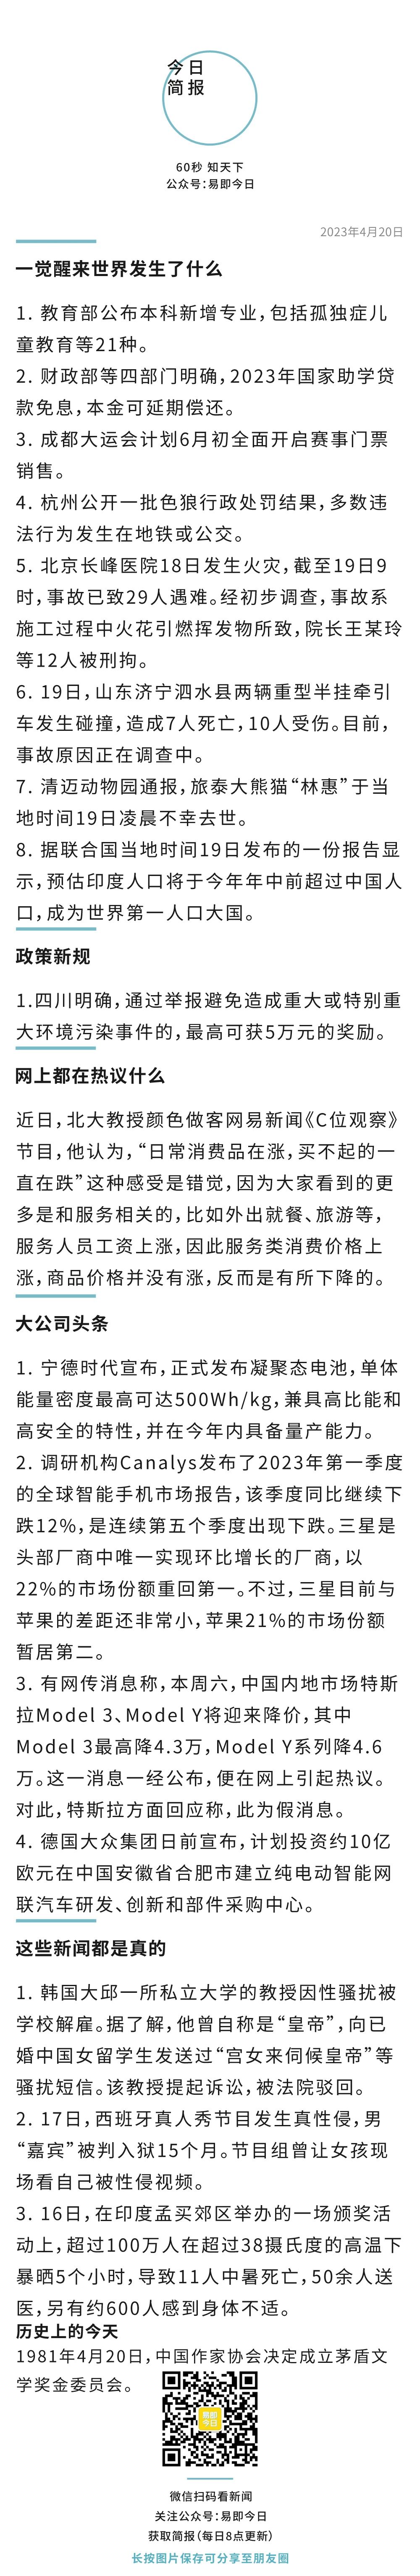 今日
简报
60秒 知天下
公众号:易即今日
2023年4月20日
一觉醒来世界发生了什么
1. 教育部公布本科新增专业,包括孤独症儿
童教育等21种。
2. 财政部等四部门明确,2023年国家助学贷
款免息,本金可延期偿还。
3. 成都大运会计划6月初全面开启赛事门票
销售。
4. 杭州公开一批色狼行政处罚结果,多数违
法行为发生在地铁或公交。
5. 北京长峰医院18日发生火灾,截至19日9
时,事故已致29人遇难。经初步调查,事故系
施工过程中火花引燃挥发物所致,院长王某玲
等12人被刑拘。
6. 19日,山东济宁泗水县两辆重型半挂牵引
车发生碰撞,造成7人死亡,10人受伤。目前,
事故原因正在调查中。
7. 清迈动物园通报,旅泰大熊猫“林惠”于当
地时间19日凌晨不幸去世。
8. 据联合国当地时间19日发布的一份报告显
示,预估印度人口将于今年年中前超过中国人
口,成为世界第一人口大国。
政策新规
1.四川明确,通过举报避免造成重大或特别重
大环境污染事件的,最高可获5万元的奖励。
网上都在热议什么
近日,北大教授颜色做客网易新闻《C位观察》
节目,他认为,“日常消费品在涨,买不起的一
直在跌”这种感受是错觉,因为大家看到的更
多是和服务相关的,比如外出就餐、旅游等,
服务人员工资上涨,因此服务类消费价格上
涨,商品价格并没有涨,反而是有所下降的。
大公司头条
1. 宁德时代宣布,正式发布凝聚态电池,单体
能量密度最高可达500Wh/kg,兼具高比能和
高安全的特性,并在今年内具备量产能力。
2. 调研机构Canalys发布了2023年第一季度
的全球智能手机市场报告,该季度同比继续下
跌12%,是连续第五个季度出现下跌。三星是
头部厂商中唯一实现环比增长的厂商,以
22%的市场份额重回第一。不过,三星目前与
苹果的差距还非常小,苹果21%的市场份额
暂居第二。
3. 有网传消息称,本周六,中国内地市场特斯
拉Model 3、Model Y将迎来降价,其中
Model 3最高降4.3万,Model Y系列降4.6
万。这一消息一经公布,便在网上引起热议。
对此,特斯拉方面回应称,此为假消息。
4. 德国大众集团日前宣布,计划投资约10亿
欧元在中国安徽省合肥市建立纯电动智能网
联汽车研发、创新和部件采购中心。
这些新闻都是真的
1. 韩国大邱一所私立大学的教授因性骚扰被
学校解雇。据了解,他曾自称是“皇帝”,向已
婚中国女留学生发送过“宫女来伺候皇帝”等
骚扰短信。该教授提起诉讼,被法院驳回。
2. 17日,西班牙真人秀节目发生真性侵,男
“嘉宾”被判入狱15个月。节目组曾让女孩现
场看自己被性侵视频。
3. 16日,在印度孟买郊区举办的一场颁奖活
动上,超过100万人在超过38摄氏度的高温下
暴晒5个小时,导致11人中暑死亡,50余人送
医,另有约600人感到身体不适。
历史上的今天
1981年4月20日,中国作家协会决定成立茅盾文
学奖金委员会。
易即
今日
微信扫码看新闻
关注公众号:易即今日
获取简报(每日8点更新)
长按图片保存可分享至朋友圈